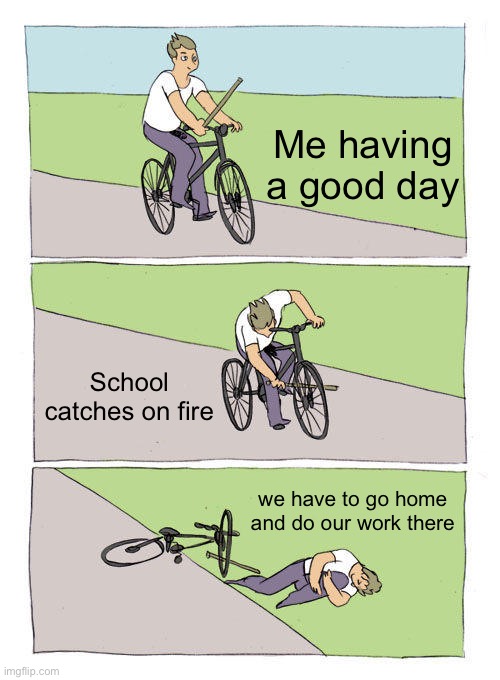 Me having
a good day
School
catches on fire
we have to go home
and do our work there
imgflip.com